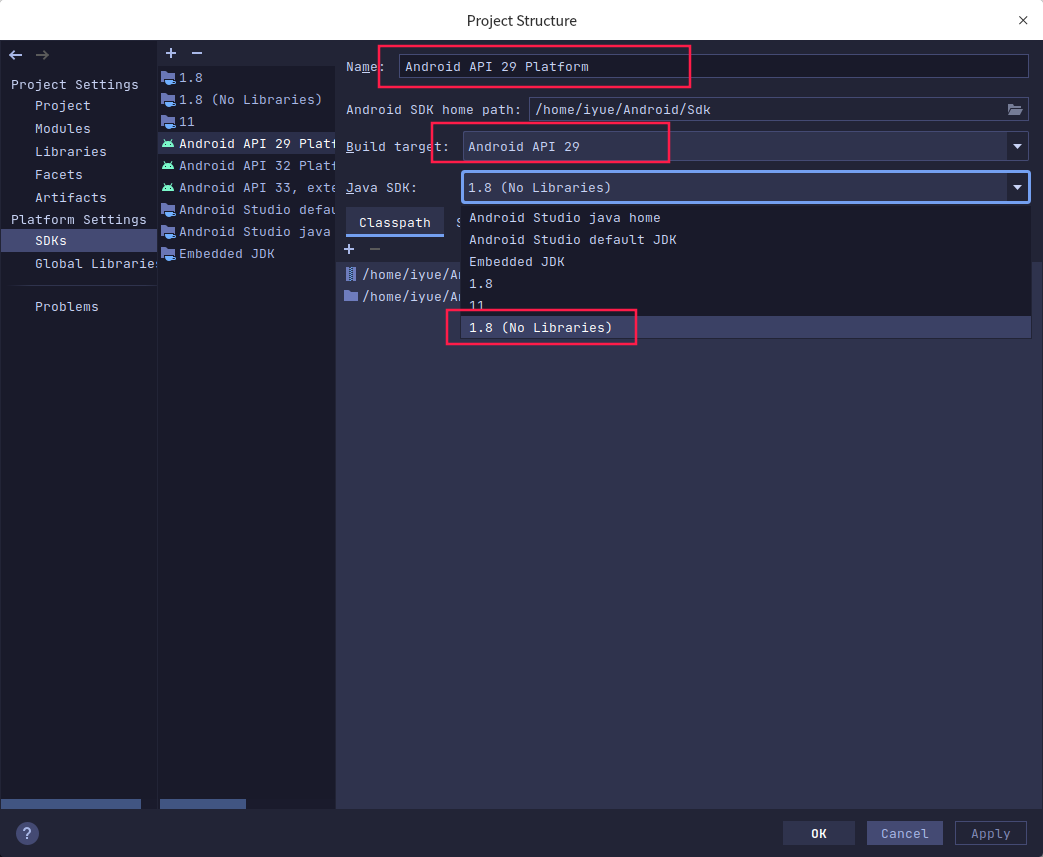 Project Structure
Project Settings
Project
Modules
Libraries
Facets
Artifacts
Platform Settings
SDKs
Global Libraries
Problems
1.8
1.8 (No Libraries)
11
Android API 29 Platf
Android API 32 Platf
Android API 33, exte
Android Studio defau
Android Studio java
Embedded JDK
Name: Android API 29 Platform
Android SDK home path: /home/iyue/Android/Sdk
Build target: Android API 29
Java SDK: 1.8 (No Libraries)
Classpath S
/home/iyue/An
/home/iyue/An
Android Studio java home
Android Studio default JDK
Embedded JDK
1.8
11
1.8 (No Libraries)
?
OK
Cancel
Apply